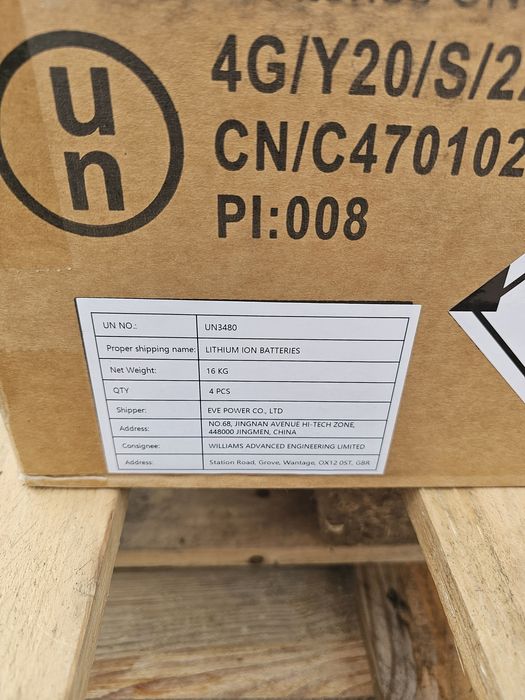 un
4G/Y20/S/22
CN/C470102
PI:008
UN NO.: UN3480
Proper shipping name: LITHIUM ION BATTERIES
Net Weight: 16 KG
QTY 4 PCS
Shipper: EVE POWER CO., LTD
Address: NO.68, JINGNAN AVENUE HI-TECH ZONE,
448000 JINGMEN, CHINA
Consignee: WILLIAMS ADVANCED ENGINEERING LIMITED
Address: Station Road, Grove, Wantage, OX12 0ST, GBR